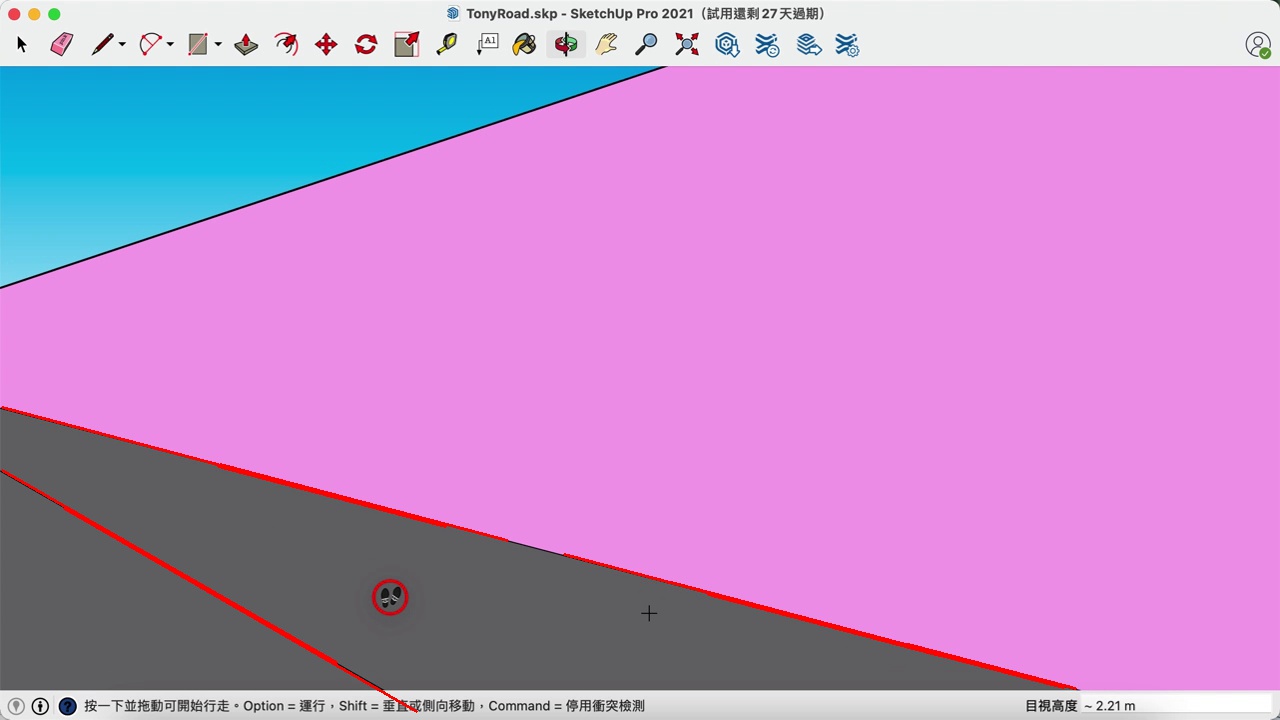 TonyRoad.skp - SketchUp Pro 2021（試用還剩 27 天過期）
A1
按一下並拖動可開始行走。Option = 運行，Shift = 垂直或側向移動，Command = 停用衝突檢測
目視高度 ~ 2.21 m